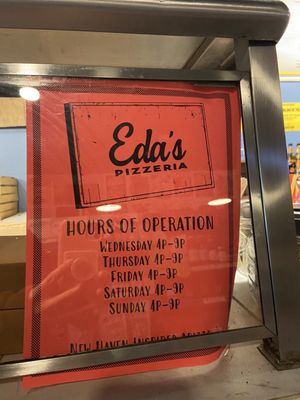 Eda's
PIZZERIA
HOURS OF OPERATION
WEDNESDAY 4P-9P
THURSDAY 4P-9P
FRIDAY 4P-9P
SATURDAY 4P-9P
SUNDAY 4P-9P
NEW HAVEN INSPIRED APIZZA